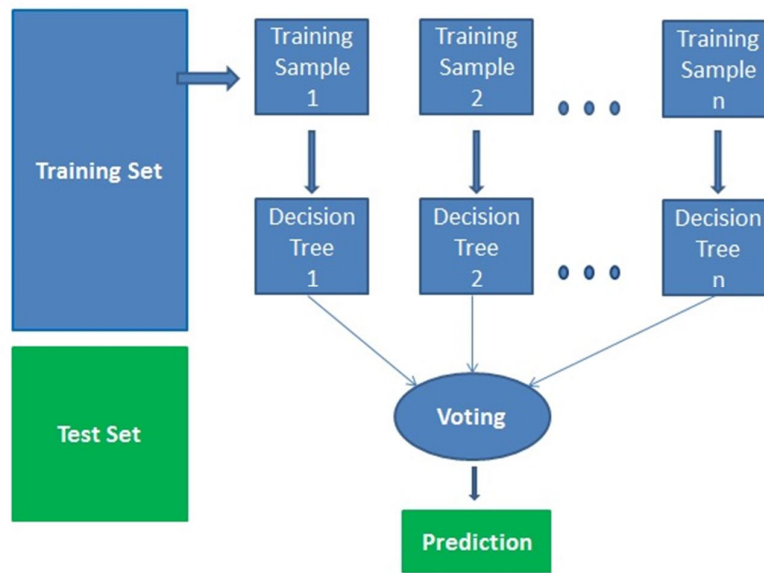 Training Set
Training
Sample
1
Training
Sample
2
Training
Sample
n
Decision
Tree
1
Decision
Tree
2
Decision
Tree
n
Test Set
Voting
Prediction